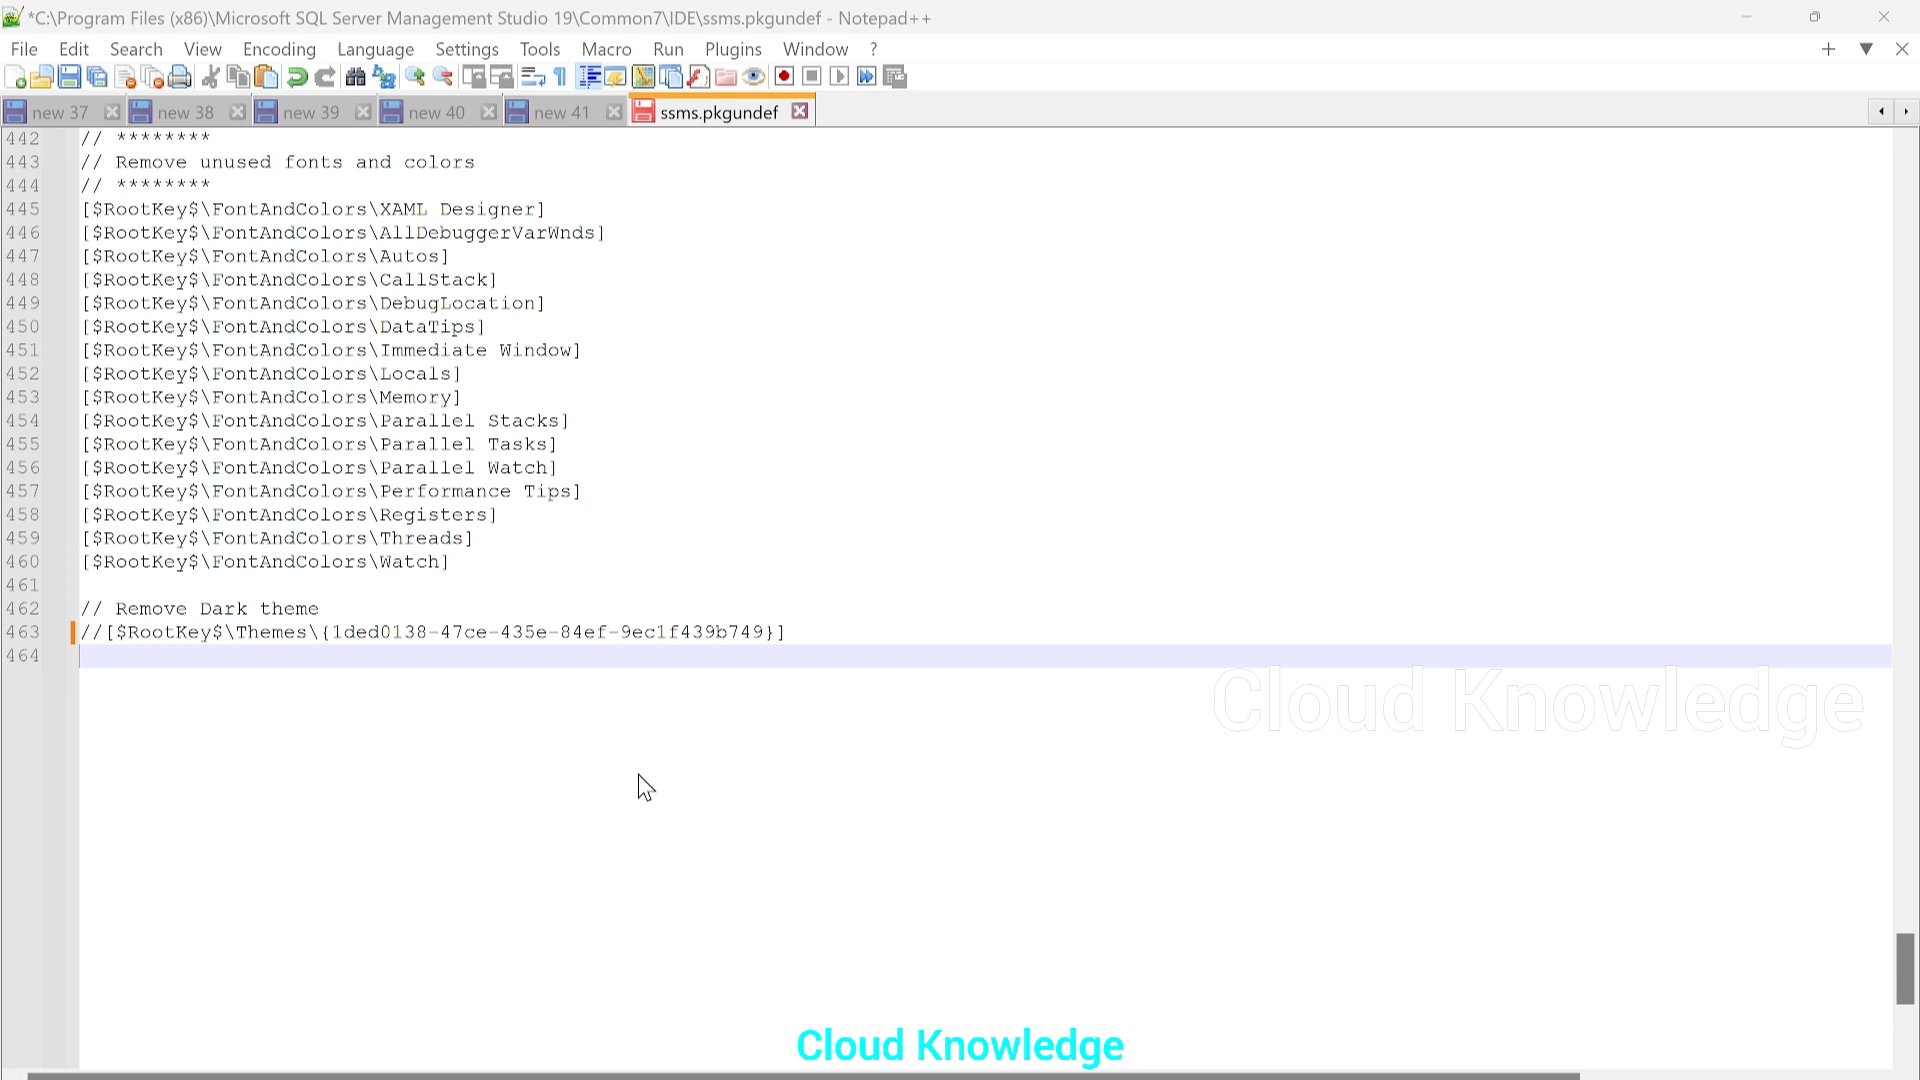 *C:\Program Files (x86)\Microsoft SQL Server Management Studio 19\Common7\IDE\ssms.pkgundef - Notepad++
File Edit Search View Encoding Language Settings Tools Macro Run Plugins Window ?
new 37 new 38 new 39 new 40 new 41 ssms.pkgundef
442 // ********
443 // Remove unused fonts and colors
444 // ********
445 [$RootKey$\FontAndColors\XAML Designer]
446 [$RootKey$\FontAndColors\AllDebuggerVarWnds]
447 [$RootKey$\FontAndColors\Autos]
448 [$RootKey$\FontAndColors\CallStack]
449 [$RootKey$\FontAndColors\DebugLocation]
450 [$RootKey$\FontAndColors\DataTips]
451 [$RootKey$\FontAndColors\Immediate Window]
452 [$RootKey$\FontAndColors\Locals]
453 [$RootKey$\FontAndColors\Memory]
454 [$RootKey$\FontAndColors\Parallel Stacks]
455 [$RootKey$\FontAndColors\Parallel Tasks]
456 [$RootKey$\FontAndColors\Parallel Watch]
457 [$RootKey$\FontAndColors\Performance Tips]
458 [$RootKey$\FontAndColors\Registers]
459 [$RootKey$\FontAndColors\Threads]
460 [$RootKey$\FontAndColors\Watch]
461
462 // Remove Dark theme
463 //[$RootKey$\Themes\{1ded0138-47ce-435e-84ef-9ec1f439b749}]
464
Cloud Knowledge
Cloud Knowledge